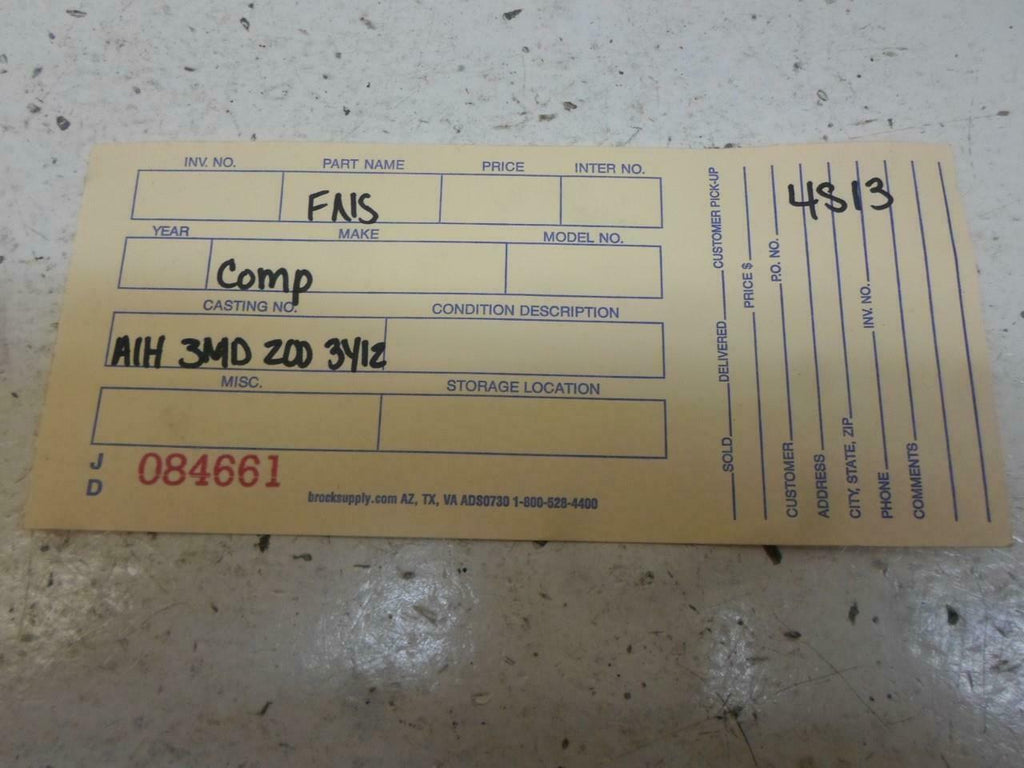 INV. NO. PART NAME PRICE INTER NO.
FNS
YEAR MAKE MODEL NO.
Comp
CASTING NO. CONDITION DESCRIPTION
A1H 3MD 200 3412
MISC. STORAGE LOCATION
J D 084661
brocksupply.com AZ, TX, VA ADS0730 1-800-528-4400
4S13
SOLD DELIVERED CUSTOMER PICK-UP
PRICE $
CUSTOMER P.O. NO.
ADDRESS
CITY, STATE, ZIP
PHONE INV. NO.
COMMENTS